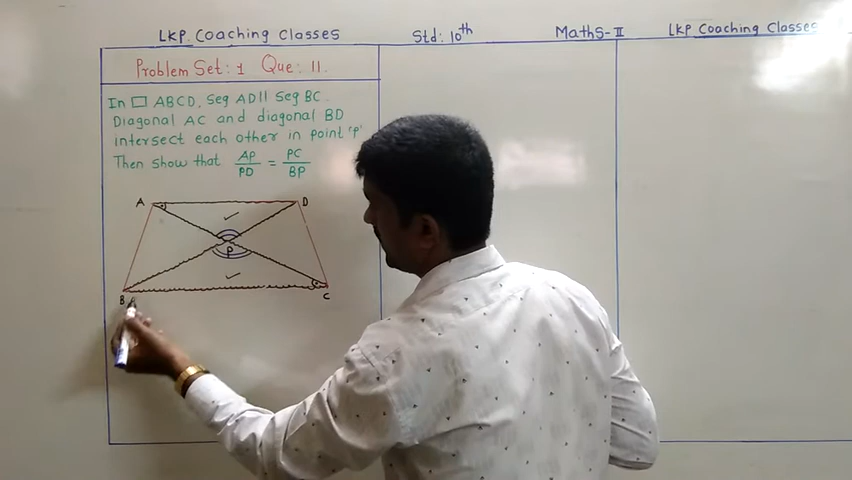 LKP Coaching Classes
Std: 10th
Maths-II
LKP Coaching Classes
Problem Set: 1 Que: 11.
In □ ABCD, seg AD || seg BC.
Diagonal AC and diagonal BD
intersect each other in point 'p'
Then show that AP/PD = PC/BP
A
D
P
B
C